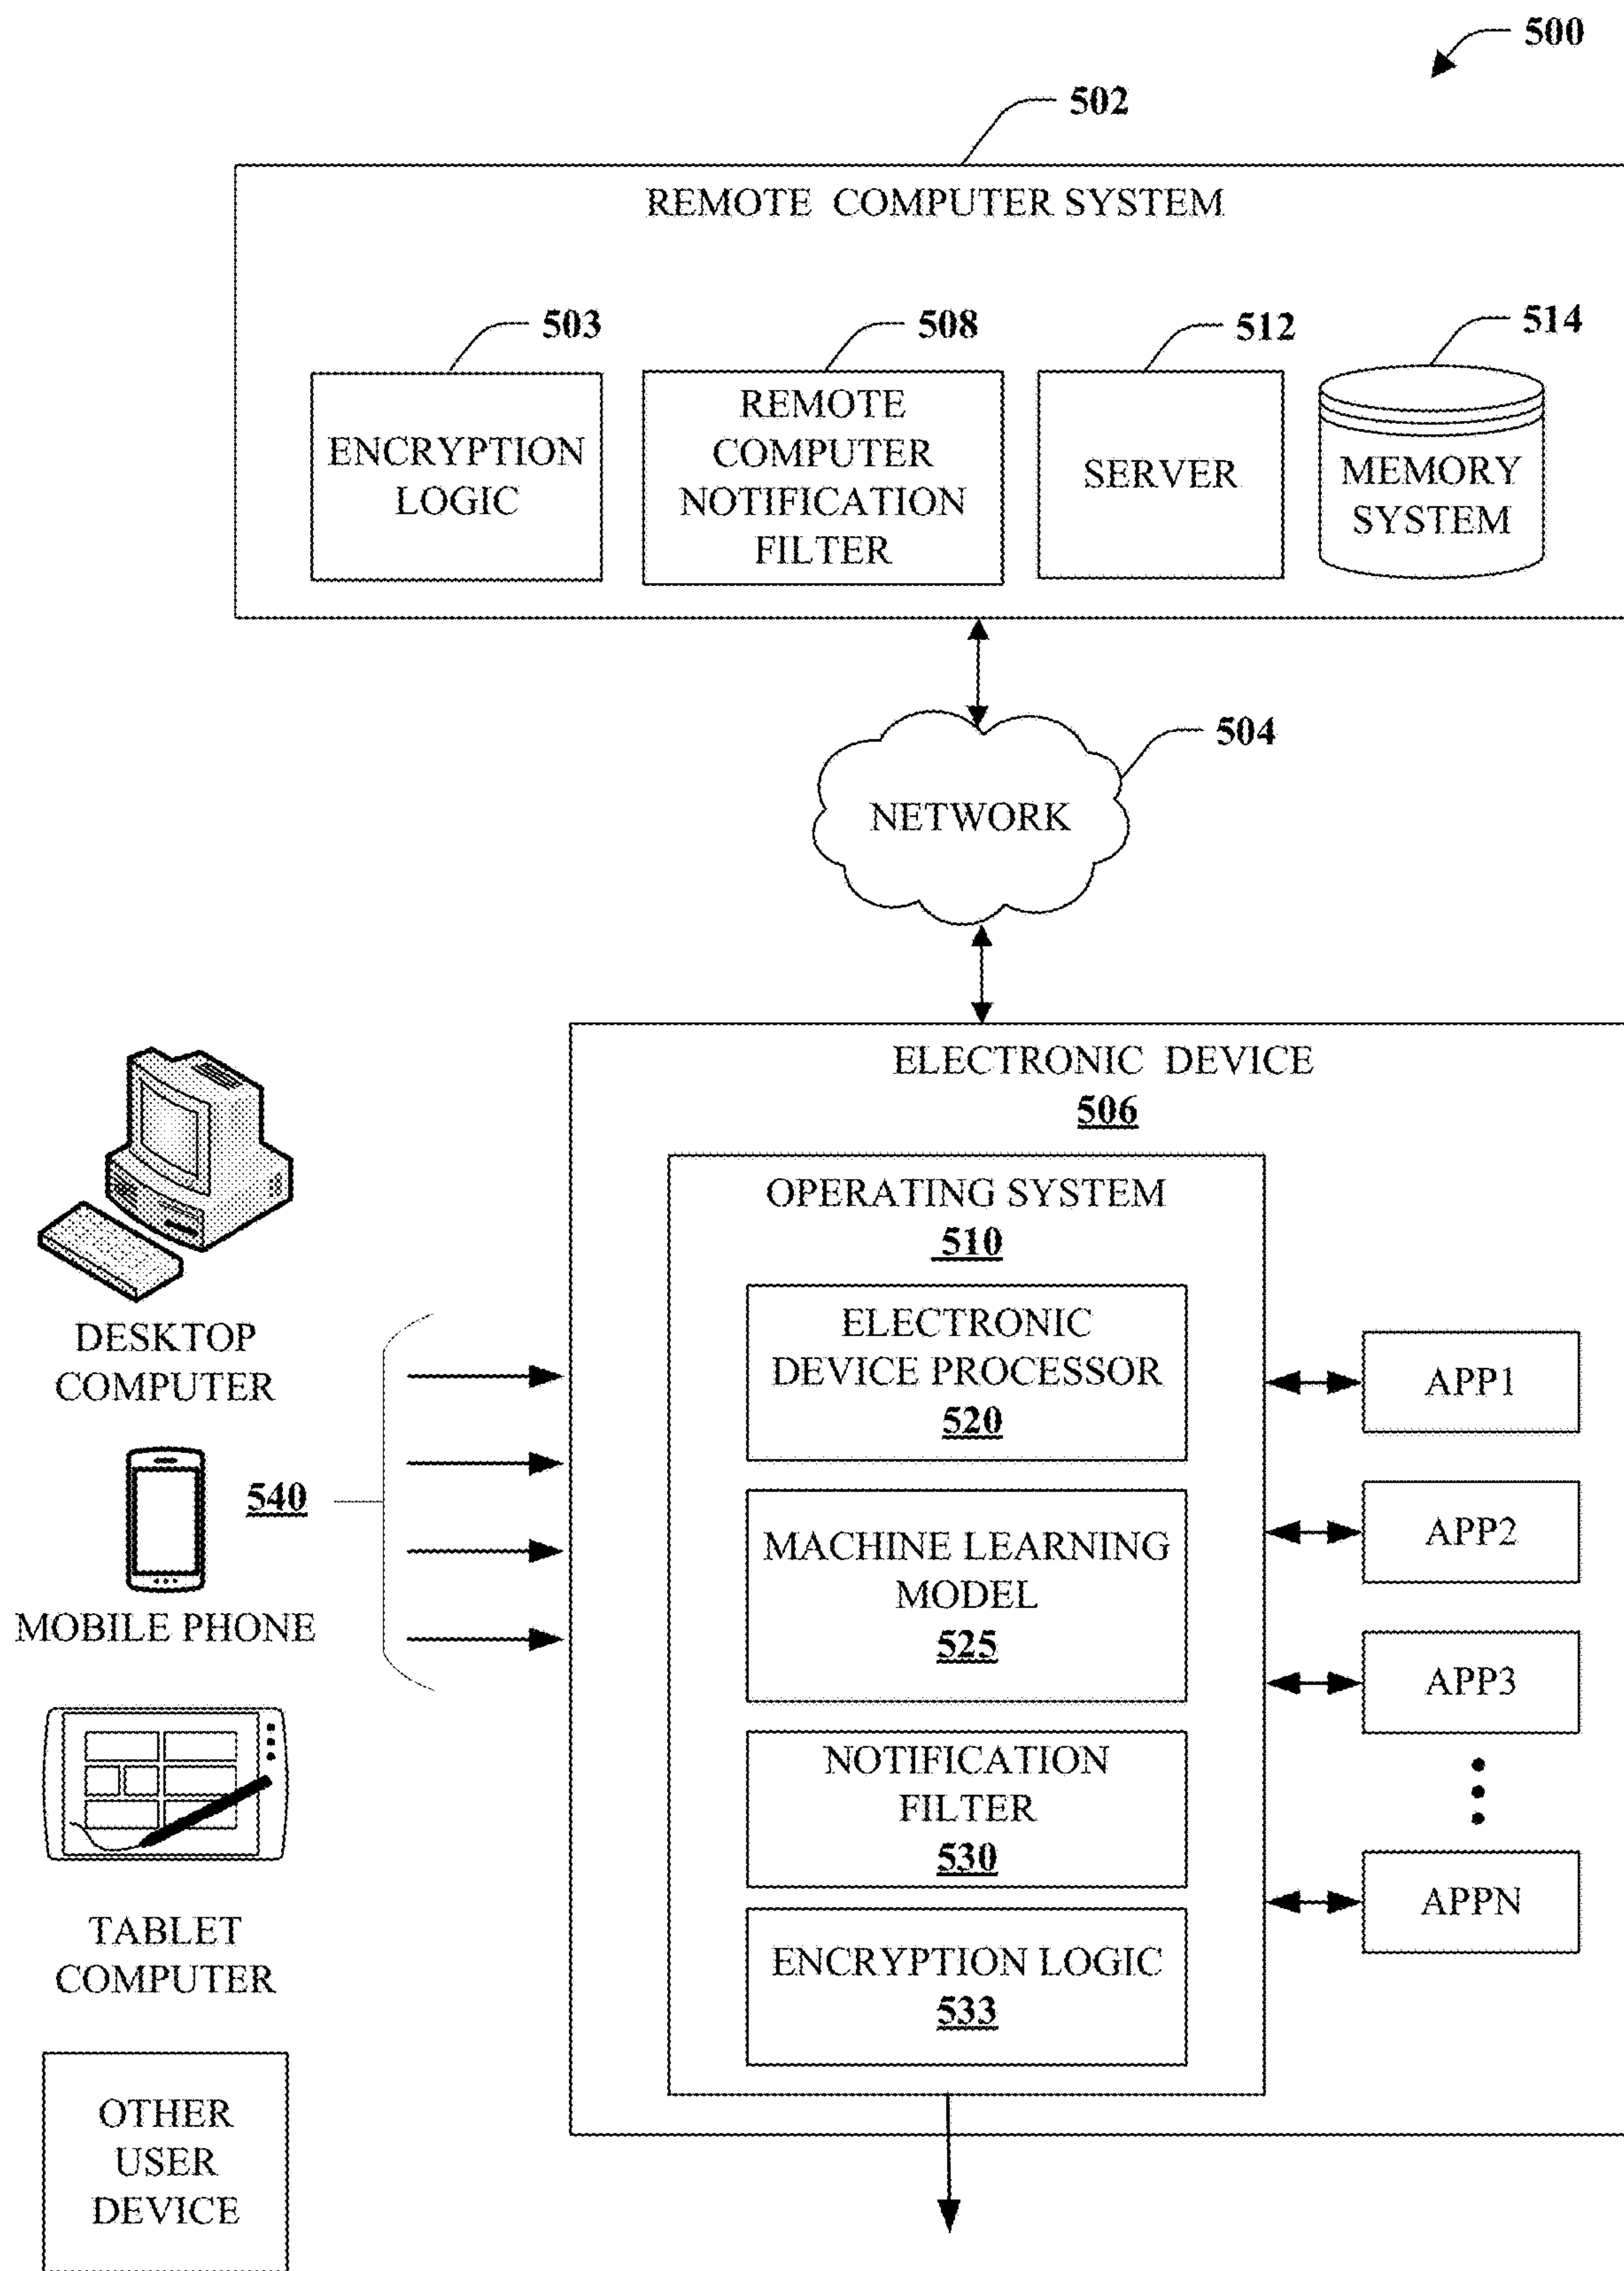 500
502
REMOTE COMPUTER SYSTEM
503
508
512
514
ENCRYPTION
LOGIC
REMOTE
COMPUTER
NOTIFICATION
FILTER
SERVER
MEMORY
SYSTEM
504
NETWORK
ELECTRONIC DEVICE
506
OPERATING SYSTEM
510
ELECTRONIC
DEVICE PROCESSOR
520
MACHINE LEARNING
MODEL
525
NOTIFICATION
FILTER
530
ENCRYPTION LOGIC
533
APP1
APP2
APP3
APPN
DESKTOP
COMPUTER
540
MOBILE PHONE
TABLET
COMPUTER
OTHER
USER
DEVICE